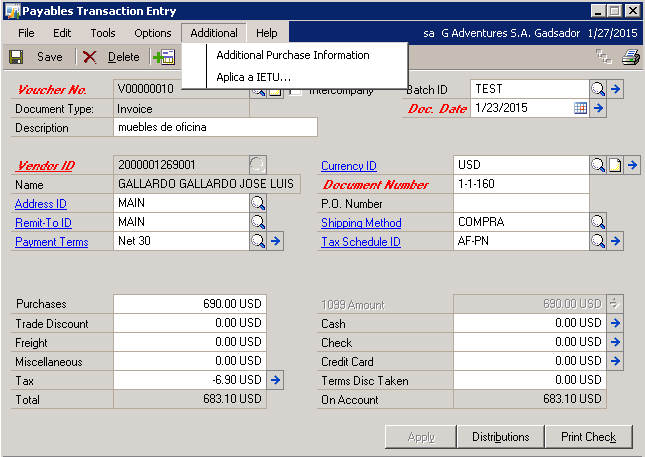 Payables Transaction Entry
File Edit Tools Options Additional Help sa G Adventures S.A. Gadsador 1/27/2015
Save Delete
Additional Purchase Information
Aplica a IETU...
Voucher No. V00000010 Intercompany Batch ID TEST
Document Type: Invoice Doc. Date 1/23/2015
Description muebles de oficina
Vendor ID 2000001269001 Currency ID USD
Name GALLARDO GALLARDO JOSE LUIS Document Number 1-1-160
Address ID MAIN P.O. Number
Remit-To ID MAIN Shipping Method COMPRA
Payment Terms Net 30 Tax Schedule ID AF-PN
Purchases 690.00 USD 1099 Amount 690.00 USD
Trade Discount 0.00 USD Cash 0.00 USD
Freight 0.00 USD Check 0.00 USD
Miscellaneous 0.00 USD Credit Card 0.00 USD
Tax -6.90 USD Terms Disc Taken 0.00 USD
Total 683.10 USD On Account 683.10 USD
Apply Distributions Print Check